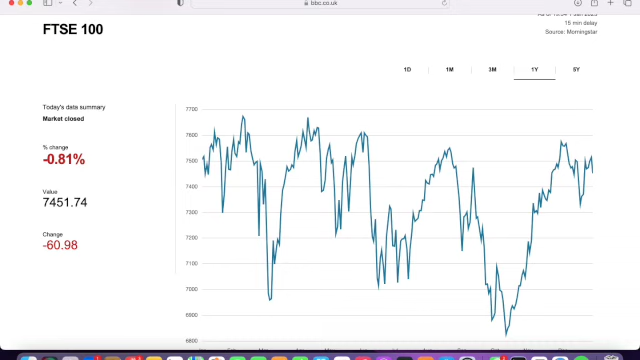 bbc.co.uk
FTSE 100
15 min delay
Source: Morningstar
1D 1M 3M 1Y 5Y
Today's data summary
Market closed
% change
-0.81%
Value
7451.74
Change
-60.98
7700
7600
7500
7400
7300
7200
7100
7000
6900
6800